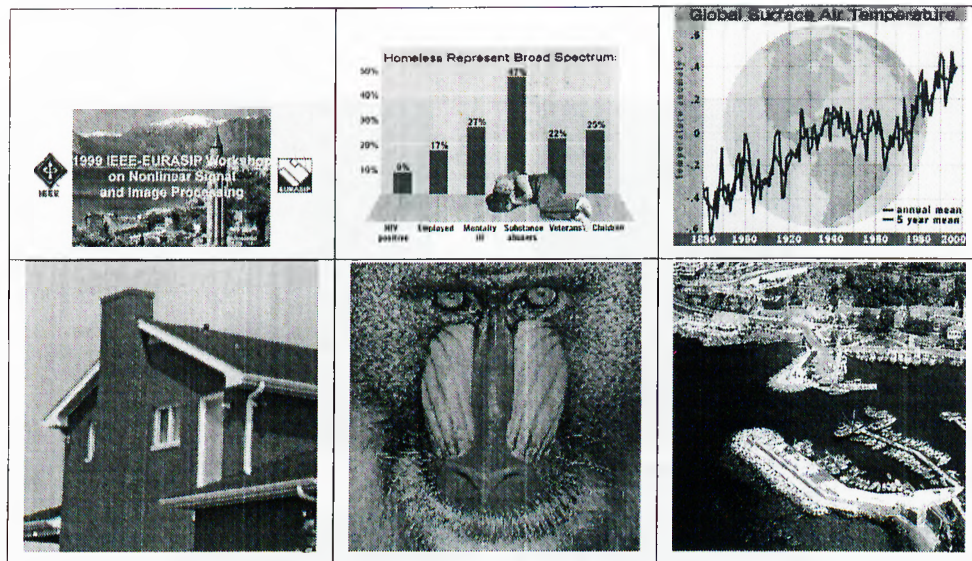 1999 IEEE-EURASIP Workshop
on Nonlinear Signal
and Image Processing
IEEE
EURASIP
Homeless Represent Broad Spectrum:
50%
40%
30%
20%
10%
9%
17%
27%
47%
22%
25%
HIV positive
Employed
Mentally ill
Substance abusers
Veterans
Children
Global Surface Air Temperature
temperature anomaly C
.6
.4
.2
0
-.2
-.4
-.6
annual mean
5 year mean
1880 1900 1920 1940 1960 1980 2000